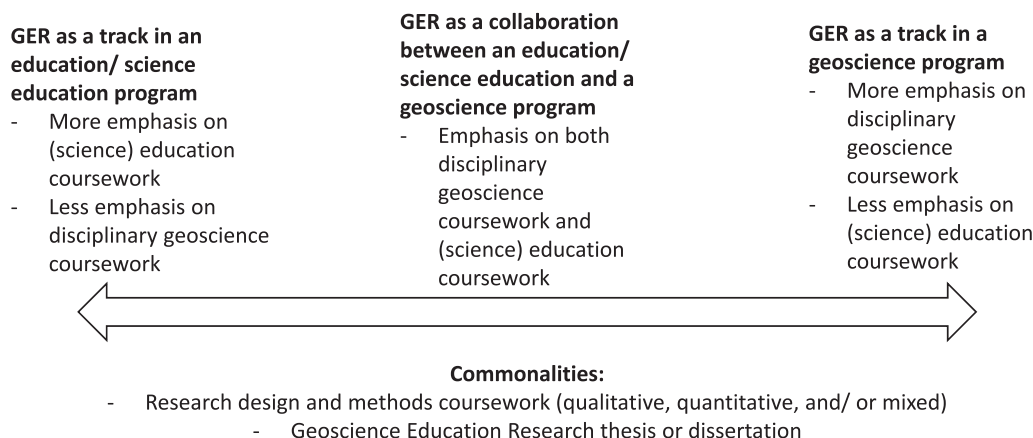 GER as a track in an
education/ science
education program
- More emphasis on
(science) education
coursework
- Less emphasis on
disciplinary geoscience
coursework
GER as a collaboration
between an education/
science education and a
geoscience program
- Emphasis on both
disciplinary
geoscience
coursework and
(science) education
coursework
GER as a track in a
geoscience program
- More emphasis on
disciplinary
geoscience
coursework
- Less emphasis on
(science) education
coursework
Commonalities:
- Research design and methods coursework (qualitative, quantitative, and/ or mixed)
- Geoscience Education Research thesis or dissertation